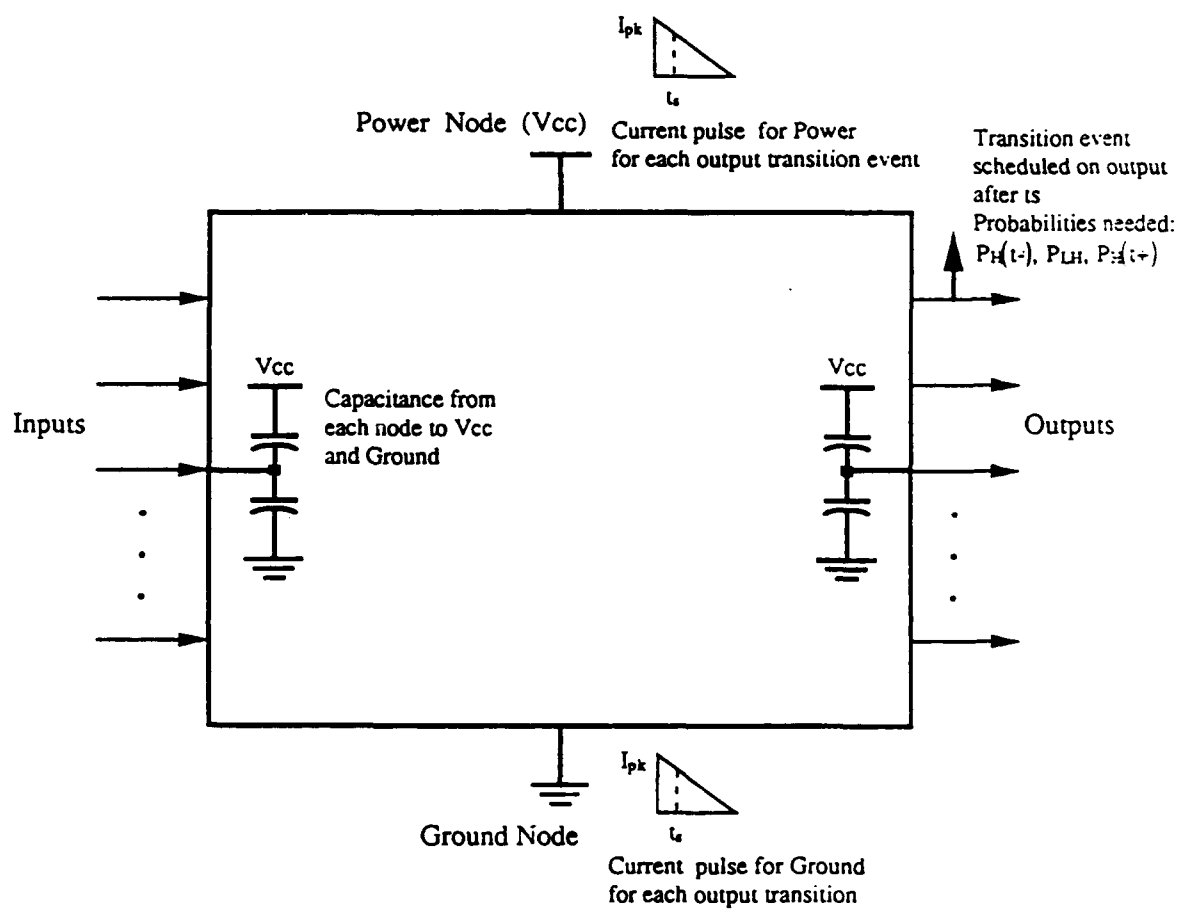 Ipk
ts
Power Node (Vcc)
Current pulse for Power
for each output transition event
Transition event
scheduled on output
after ts
Probabilities needed:
PH(t-), PLH, PH(t+)
Vcc
Capacitance from
each node to Vcc
and Ground
Inputs
Vcc
Outputs
Ipk
ts
Ground Node
Current pulse for Ground
for each output transition